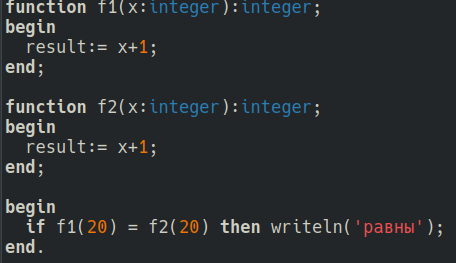 function f1(x:integer):integer;
begin
  result:= x+1;
end;

function f2(x:integer):integer;
begin
  result:= x+1;
end;

begin
  if f1(20) = f2(20) then writeln('равны');
end.